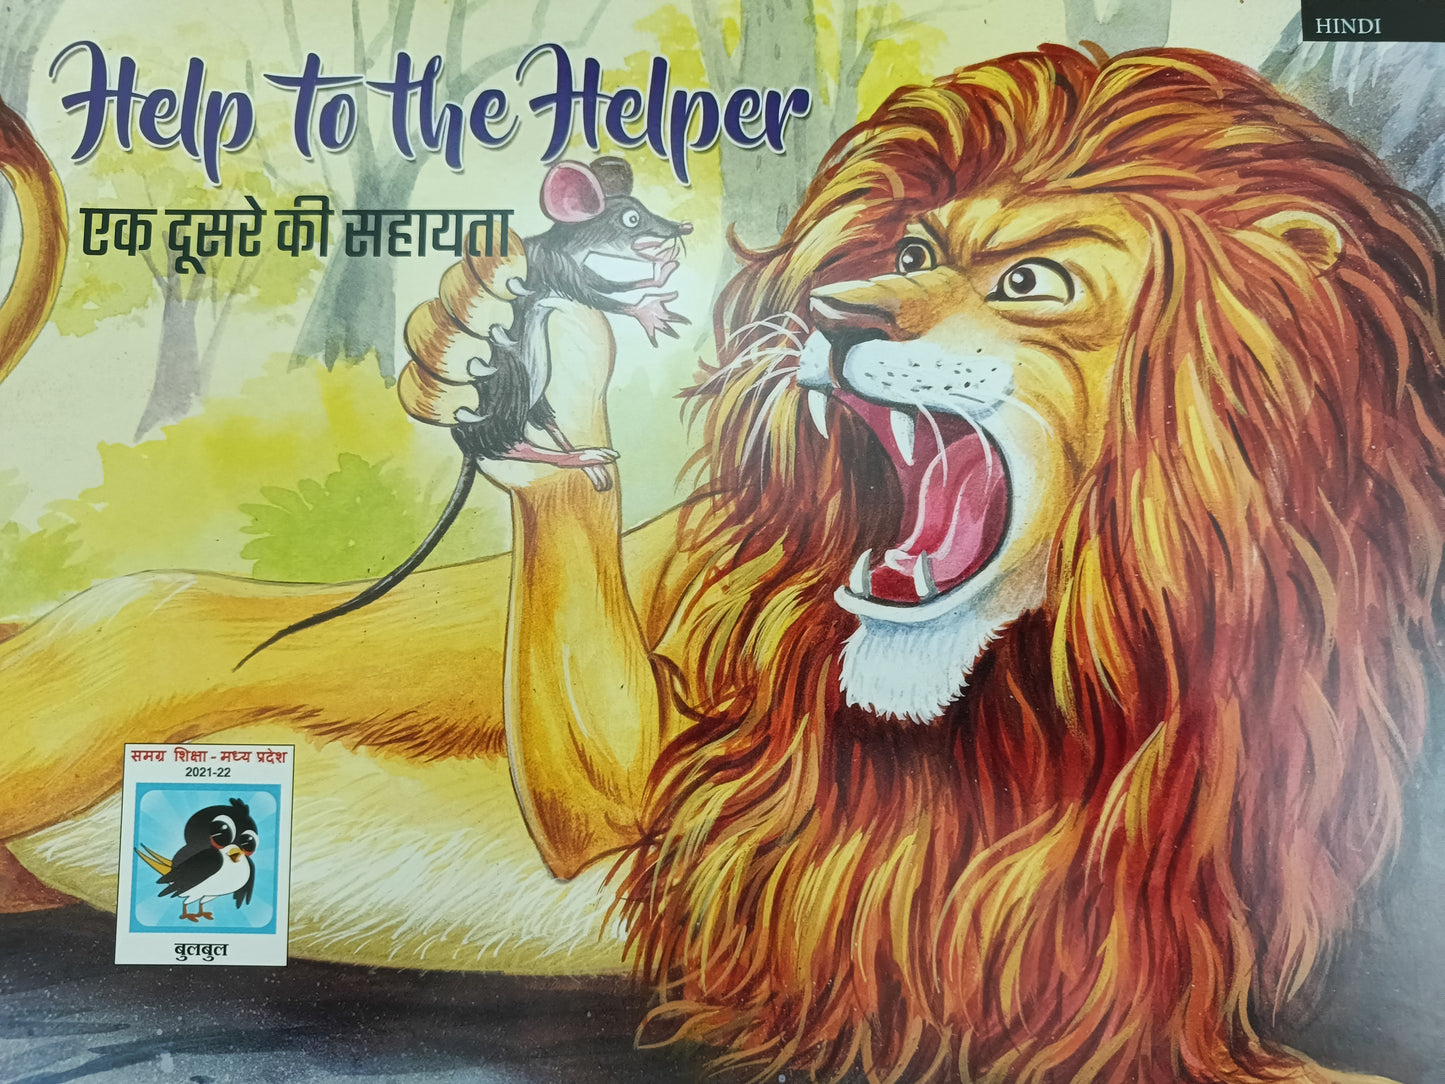 HINDI
Help to the Helper
एक दूसरे की सहायता
समग्र शिक्षा - मध्य प्रदेश
2021-22
बुलबुल